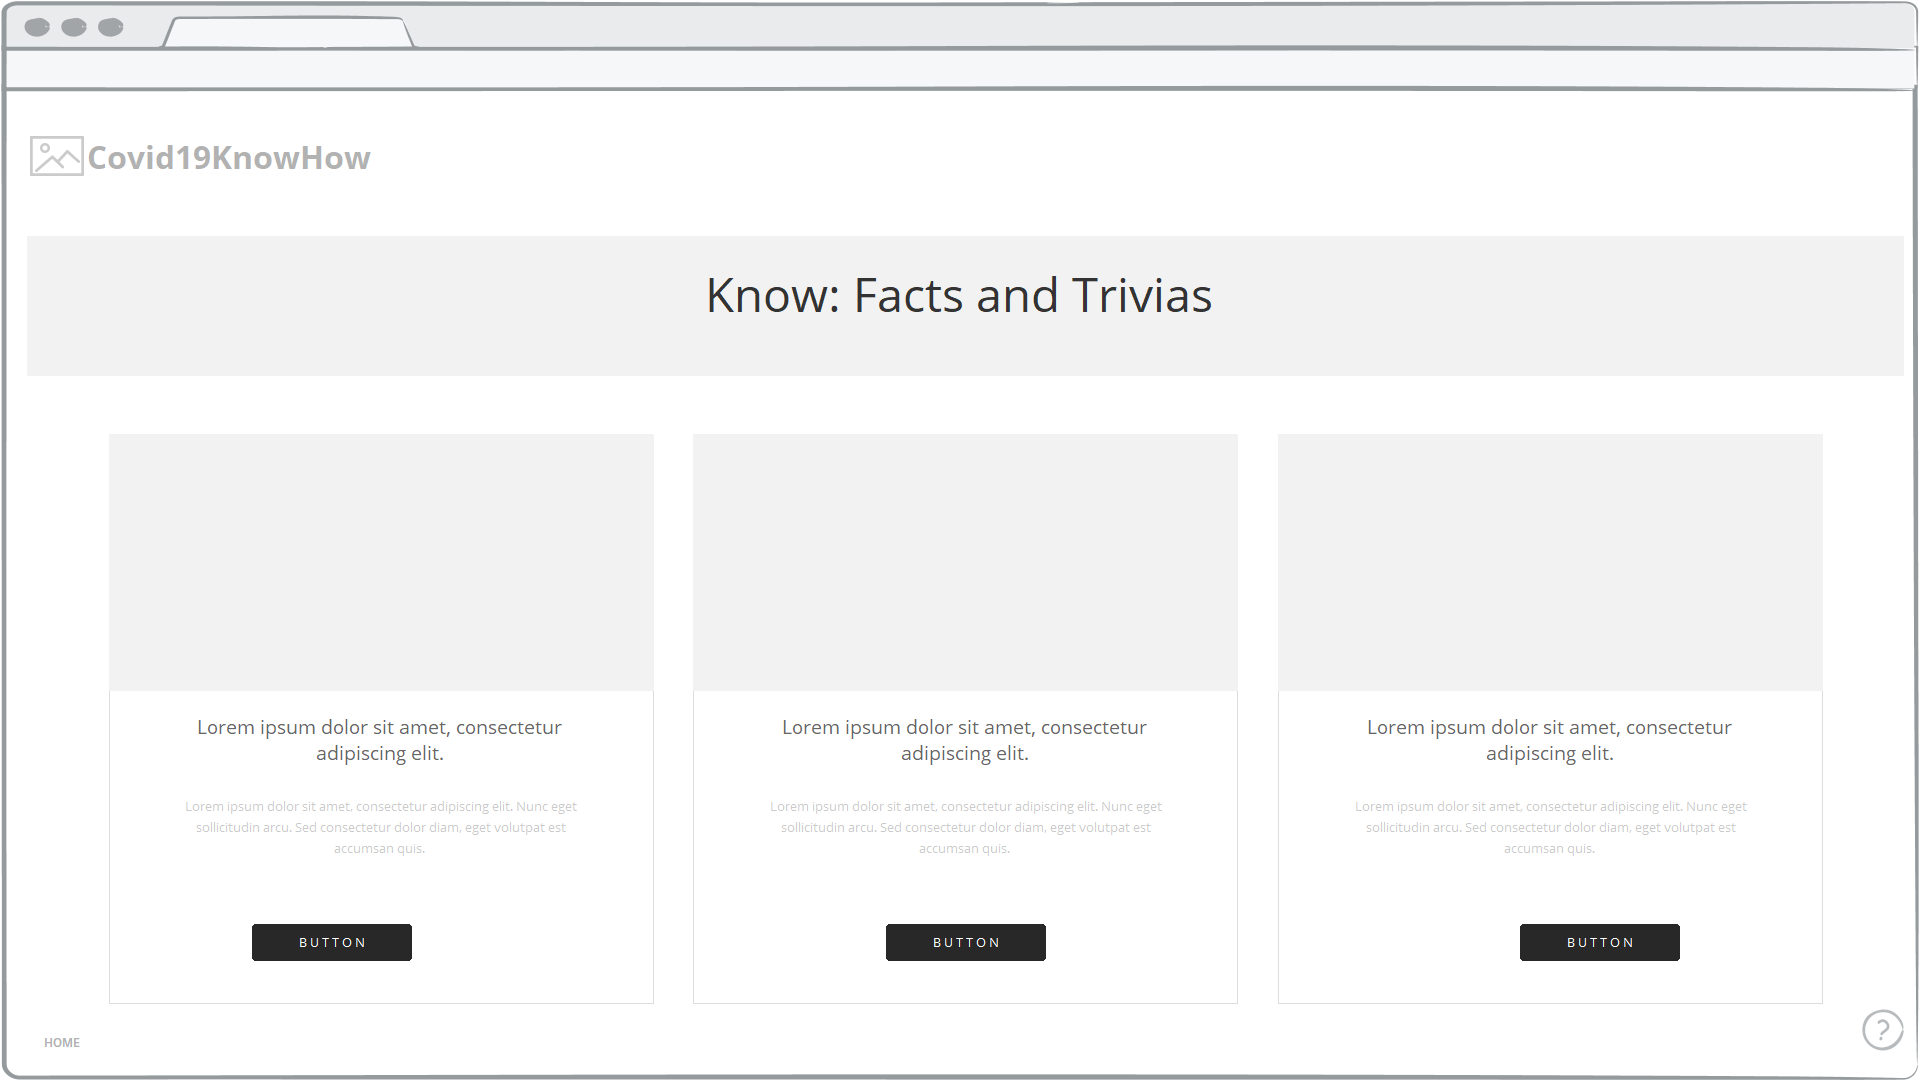 Covid19KnowHow
Know: Facts and Trivias
Lorem ipsum dolor sit amet, consectetur
adipiscing elit.
Lorem ipsum dolor sit amet, consectetur adipiscing elit. Nunc eget
sollicitudin arcu. Sed consectetur dolor diam, eget volutpat est
accumsan quis.
BUTTON
Lorem ipsum dolor sit amet, consectetur
adipiscing elit.
Lorem ipsum dolor sit amet, consectetur adipiscing elit. Nunc eget
sollicitudin arcu. Sed consectetur dolor diam, eget volutpat est
accumsan quis.
BUTTON
Lorem ipsum dolor sit amet, consectetur
adipiscing elit.
Lorem ipsum dolor sit amet, consectetur adipiscing elit. Nunc eget
sollicitudin arcu. Sed consectetur dolor diam, eget volutpat est
accumsan quis.
BUTTON
HOME
?